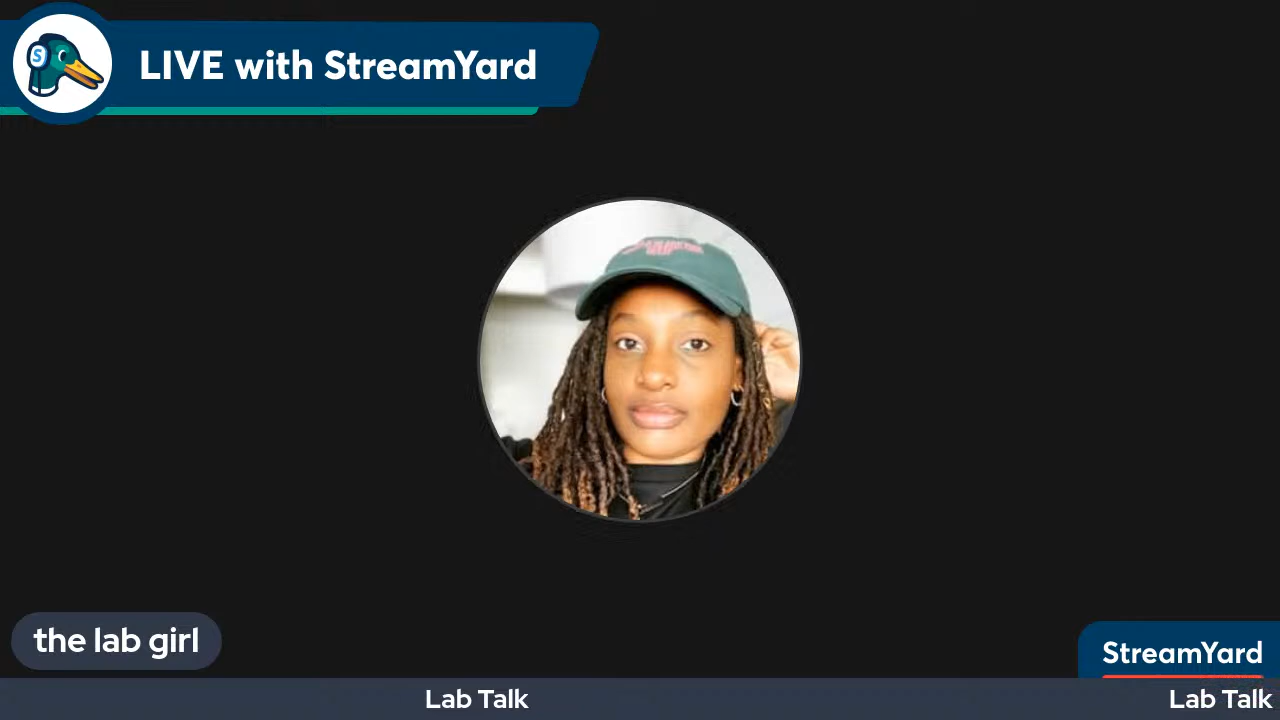 S
LIVE with StreamYard
the lab girl
StreamYard
Lab Talk
Lab Talk